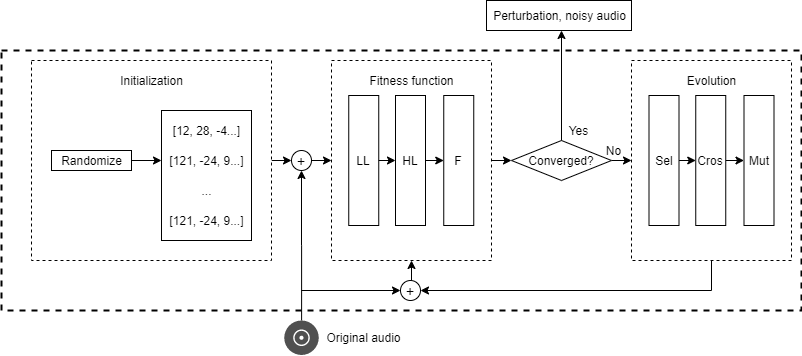 Perturbation, noisy audio
Initialization
Randomize
[12, 28, -4...]
[121, -24, 9...]
...
[121, -24, 9...]
+
Fitness function
LL
HL
F
Converged?
Yes
No
Evolution
Sel
Cros
Mut
+
Original audio